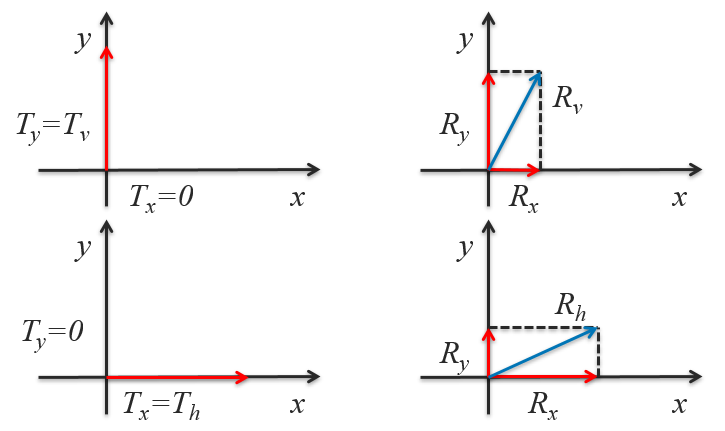 y
T_y=T_v
T_x=0
x
y
R_v
R_y
R_x
x
y
T_y=0
T_x=T_h
x
y
R_h
R_y
R_x
x